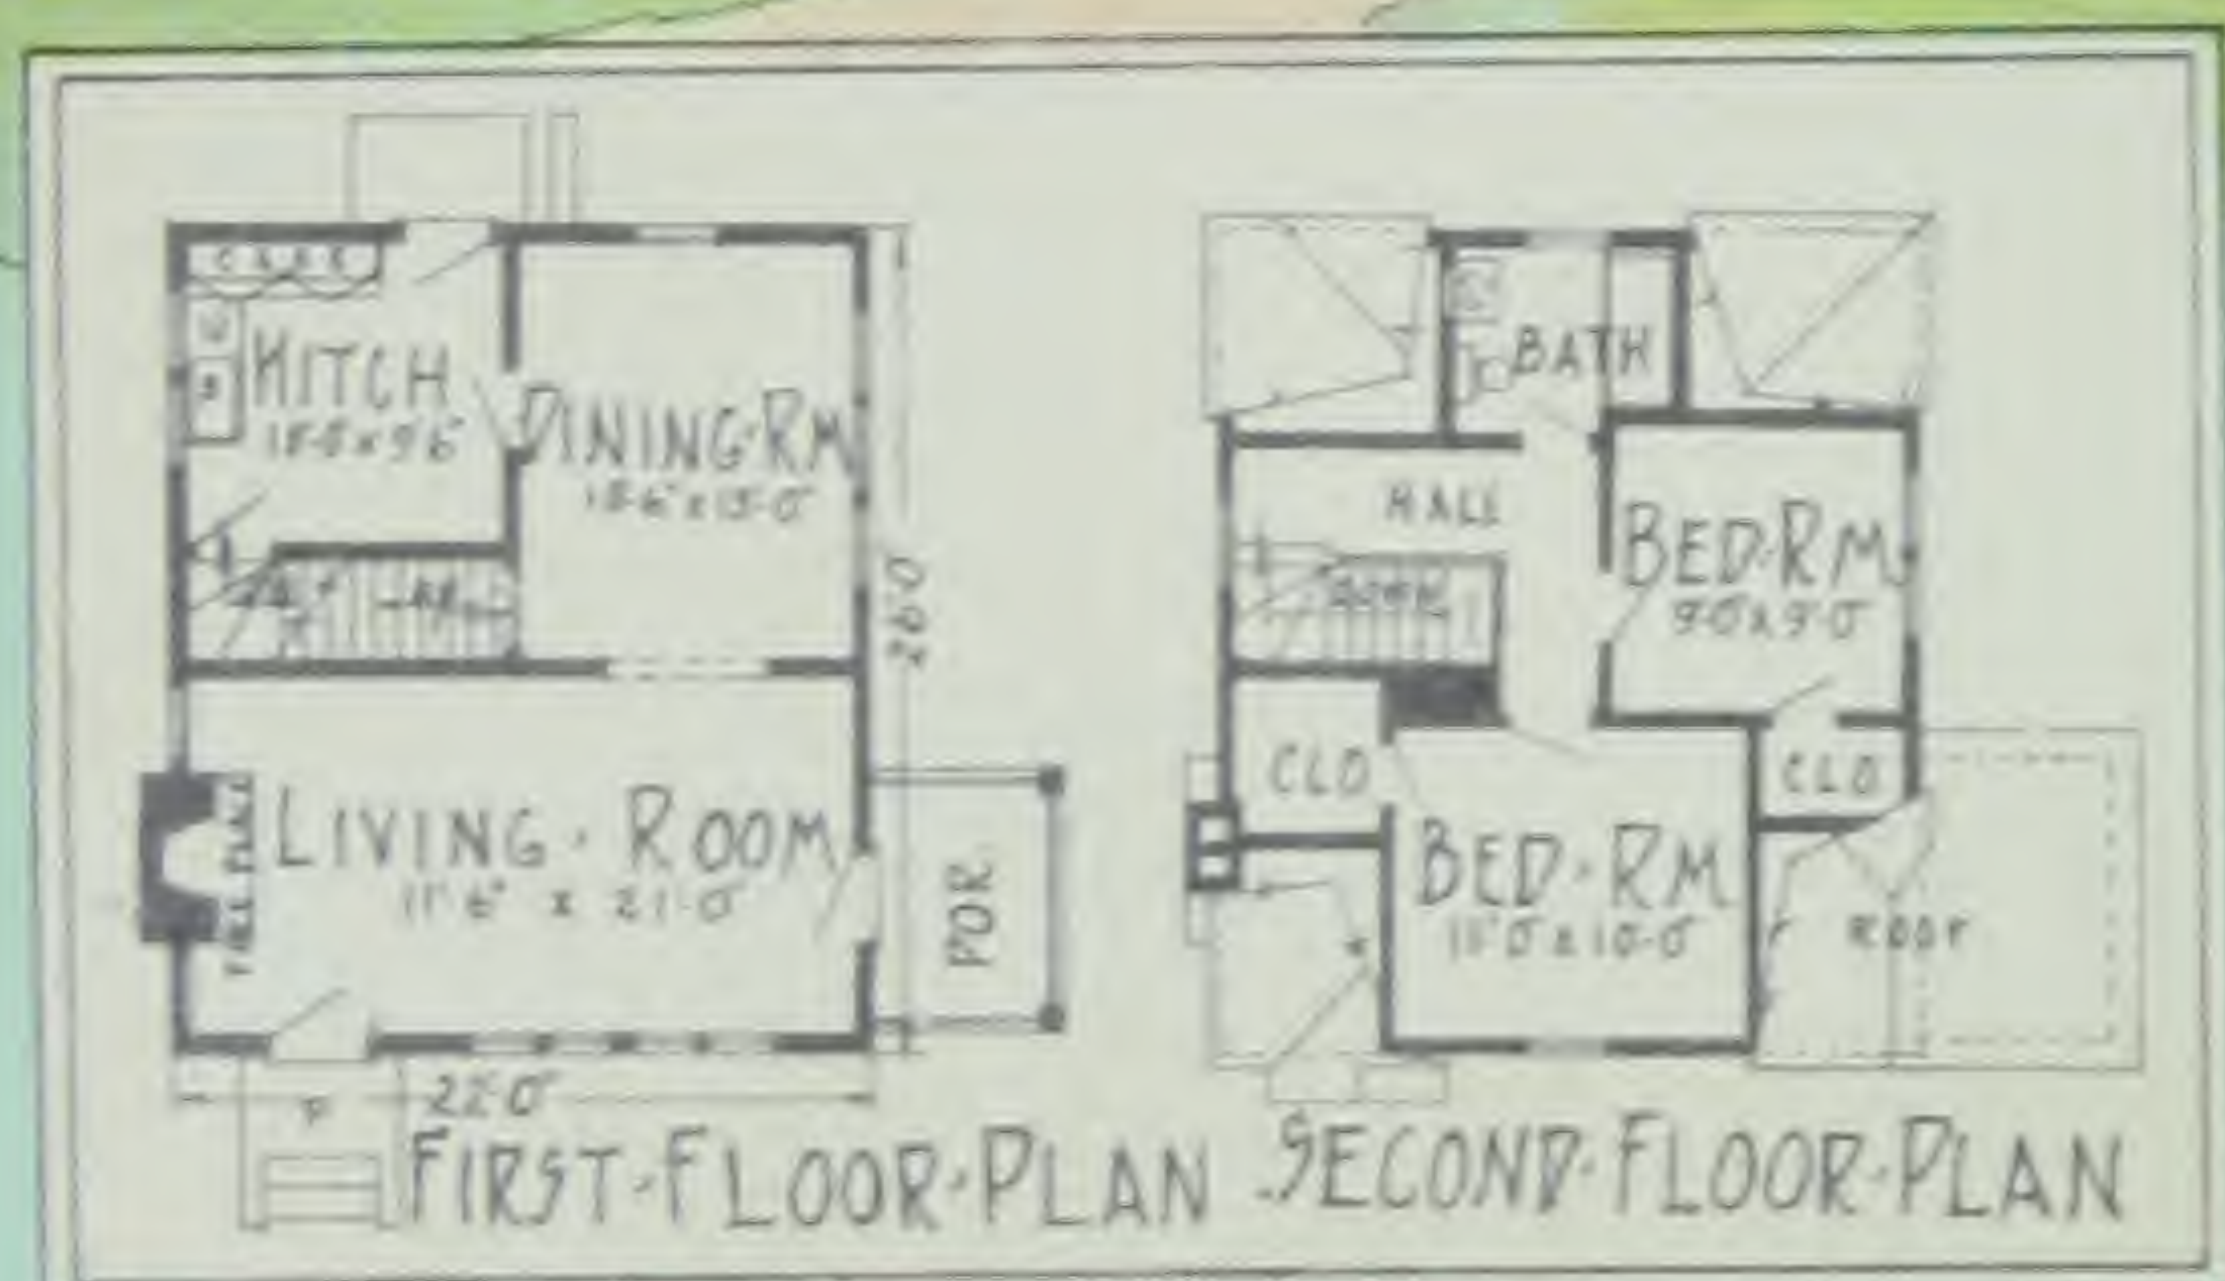 KITCH
DINING·RM
26-0
LIVING·ROOM
11'-6" x 21-0
FIRE PLACE
POR.
22-0
FIRST·FLOOR·PLAN
BATH
HALL
BED·RM
9-0 x 9-0
DOWN
CLO
CLO
BED·RM
11'-0 x 10-0
ROOF
SECOND·FLOOR·PLAN